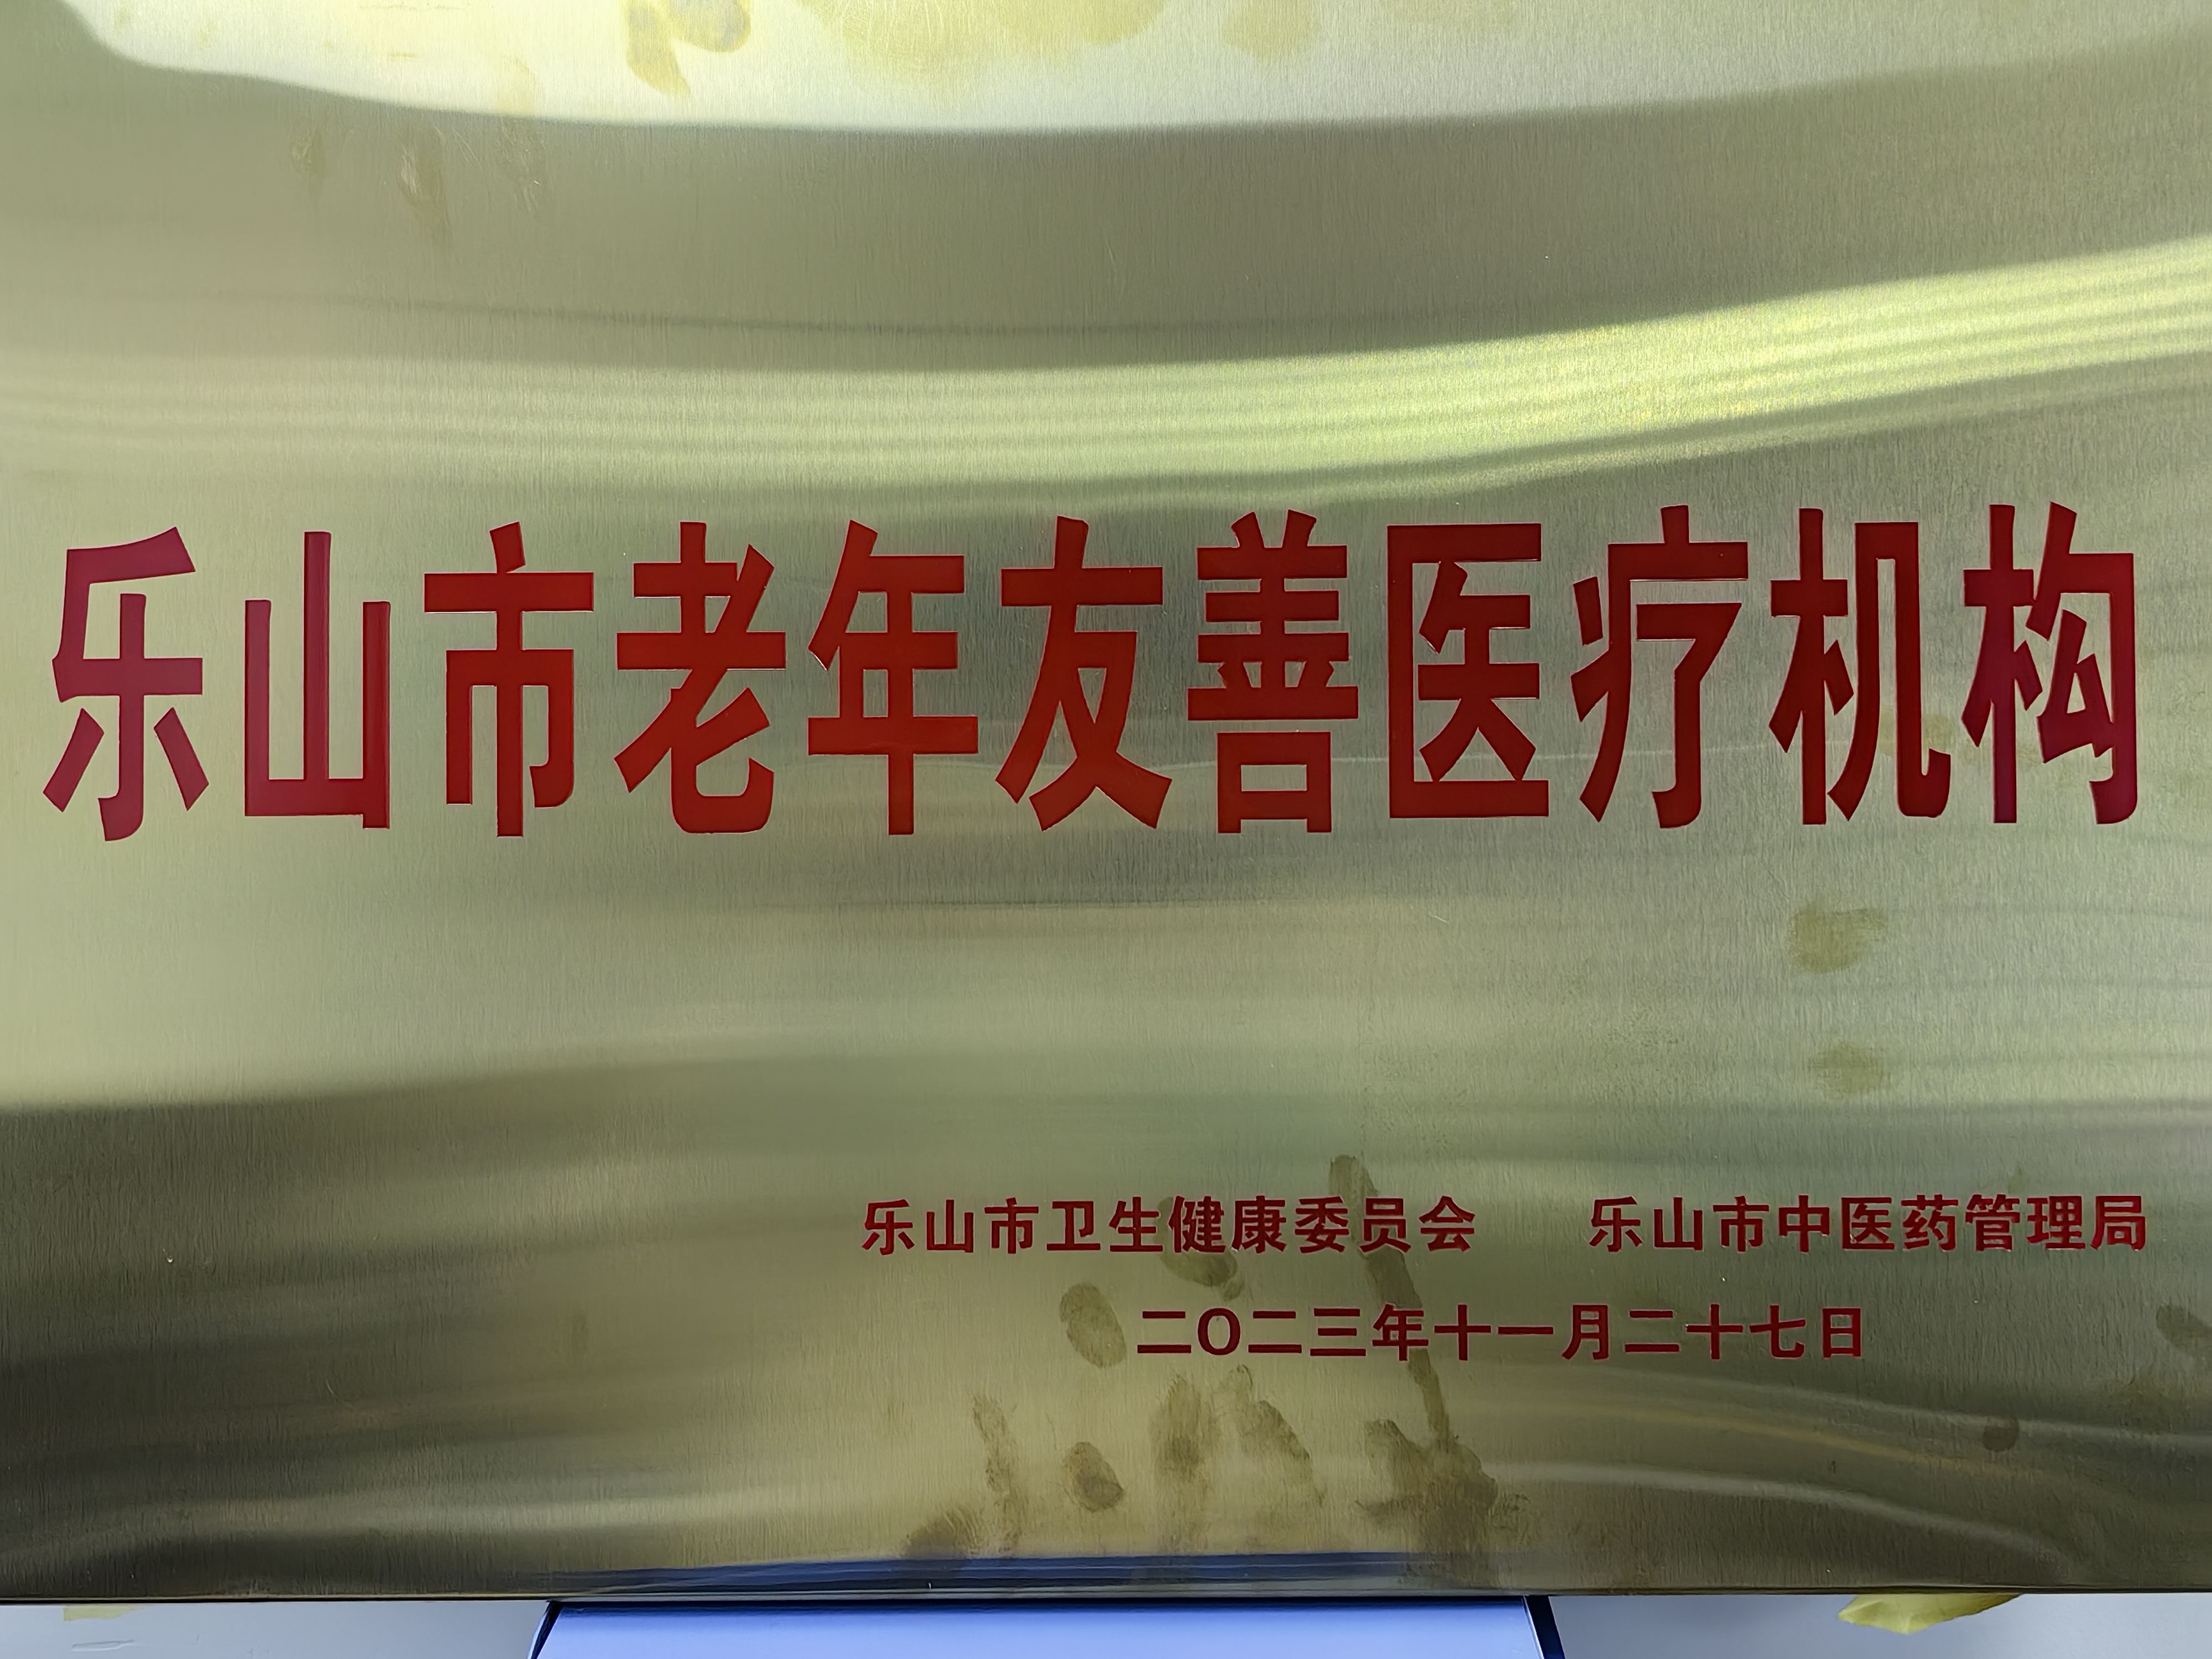 乐山市老年友善医疗机构
乐山市卫生健康委员会 乐山市中医药管理局
二〇二三年十一月二十七日